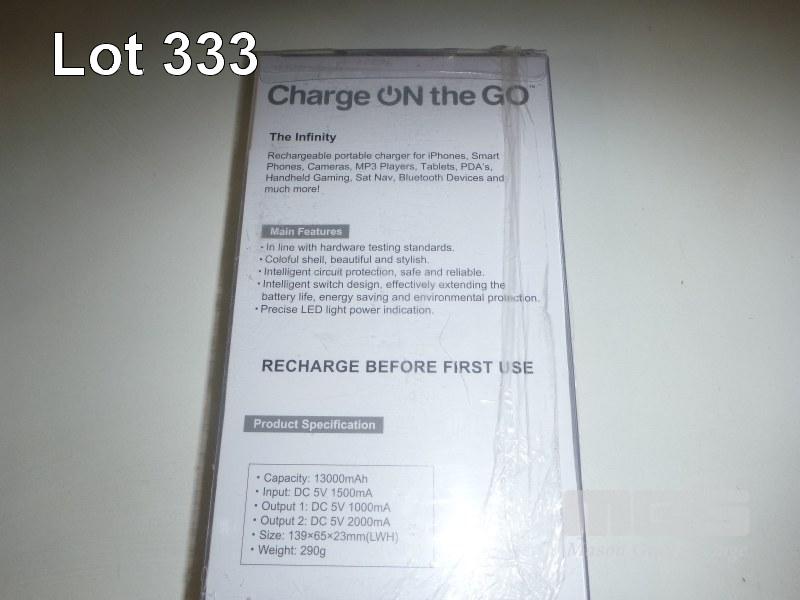 Lot 333
Charge ON the GO™
The Infinity
Rechargeable portable charger for iPhones, Smart
Phones, Cameras, MP3 Players, Tablets, PDA's,
Handheld Gaming, Sat Nav, Bluetooth Devices and
much more!
Main Features
• In line with hardware testing standards.
• Coloful shell, beautiful and stylish.
• Intelligent circuit protection, safe and reliable.
• Intelligent switch design, effectively extending the
battery life, energy saving and environmental protection.
• Precise LED light power indication.
RECHARGE BEFORE FIRST USE
Product Specification
• Capacity: 13000mAh
• Input: DC 5V 1500mA
• Output 1: DC 5V 1000mA
• Output 2: DC 5V 2000mA
• Size: 139×65×23mm(LWH)
• Weight: 290g